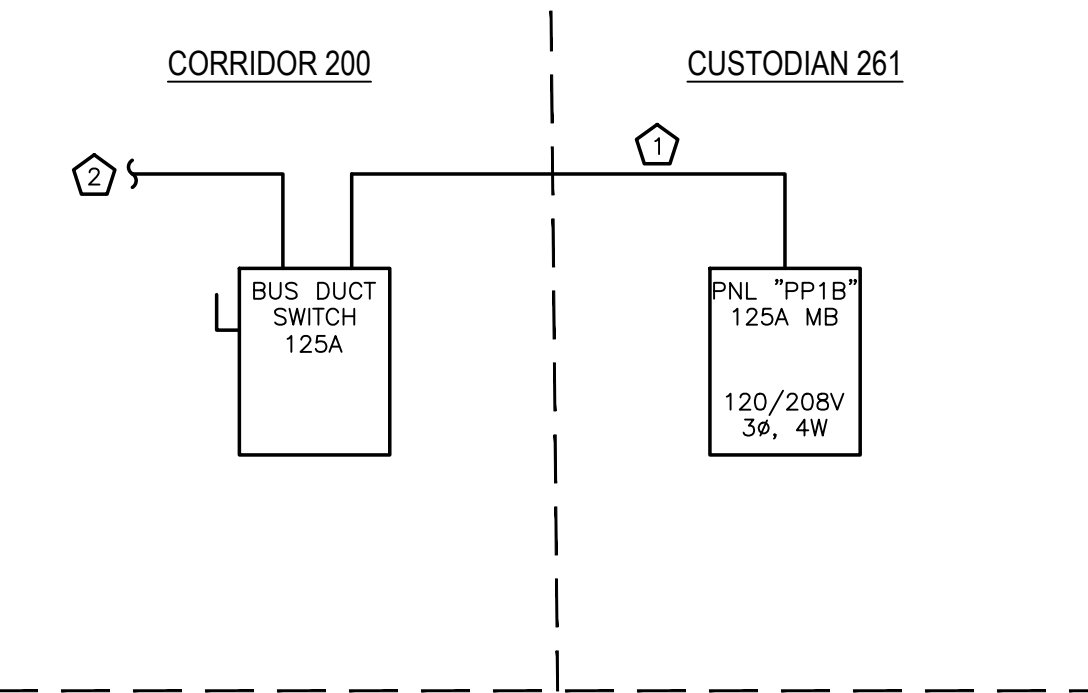 CORRIDOR 200
CUSTODIAN 261
1
2
BUS DUCT
SWITCH
125A
PNL "PP1B"
125A MB
120/208V
3ø, 4W